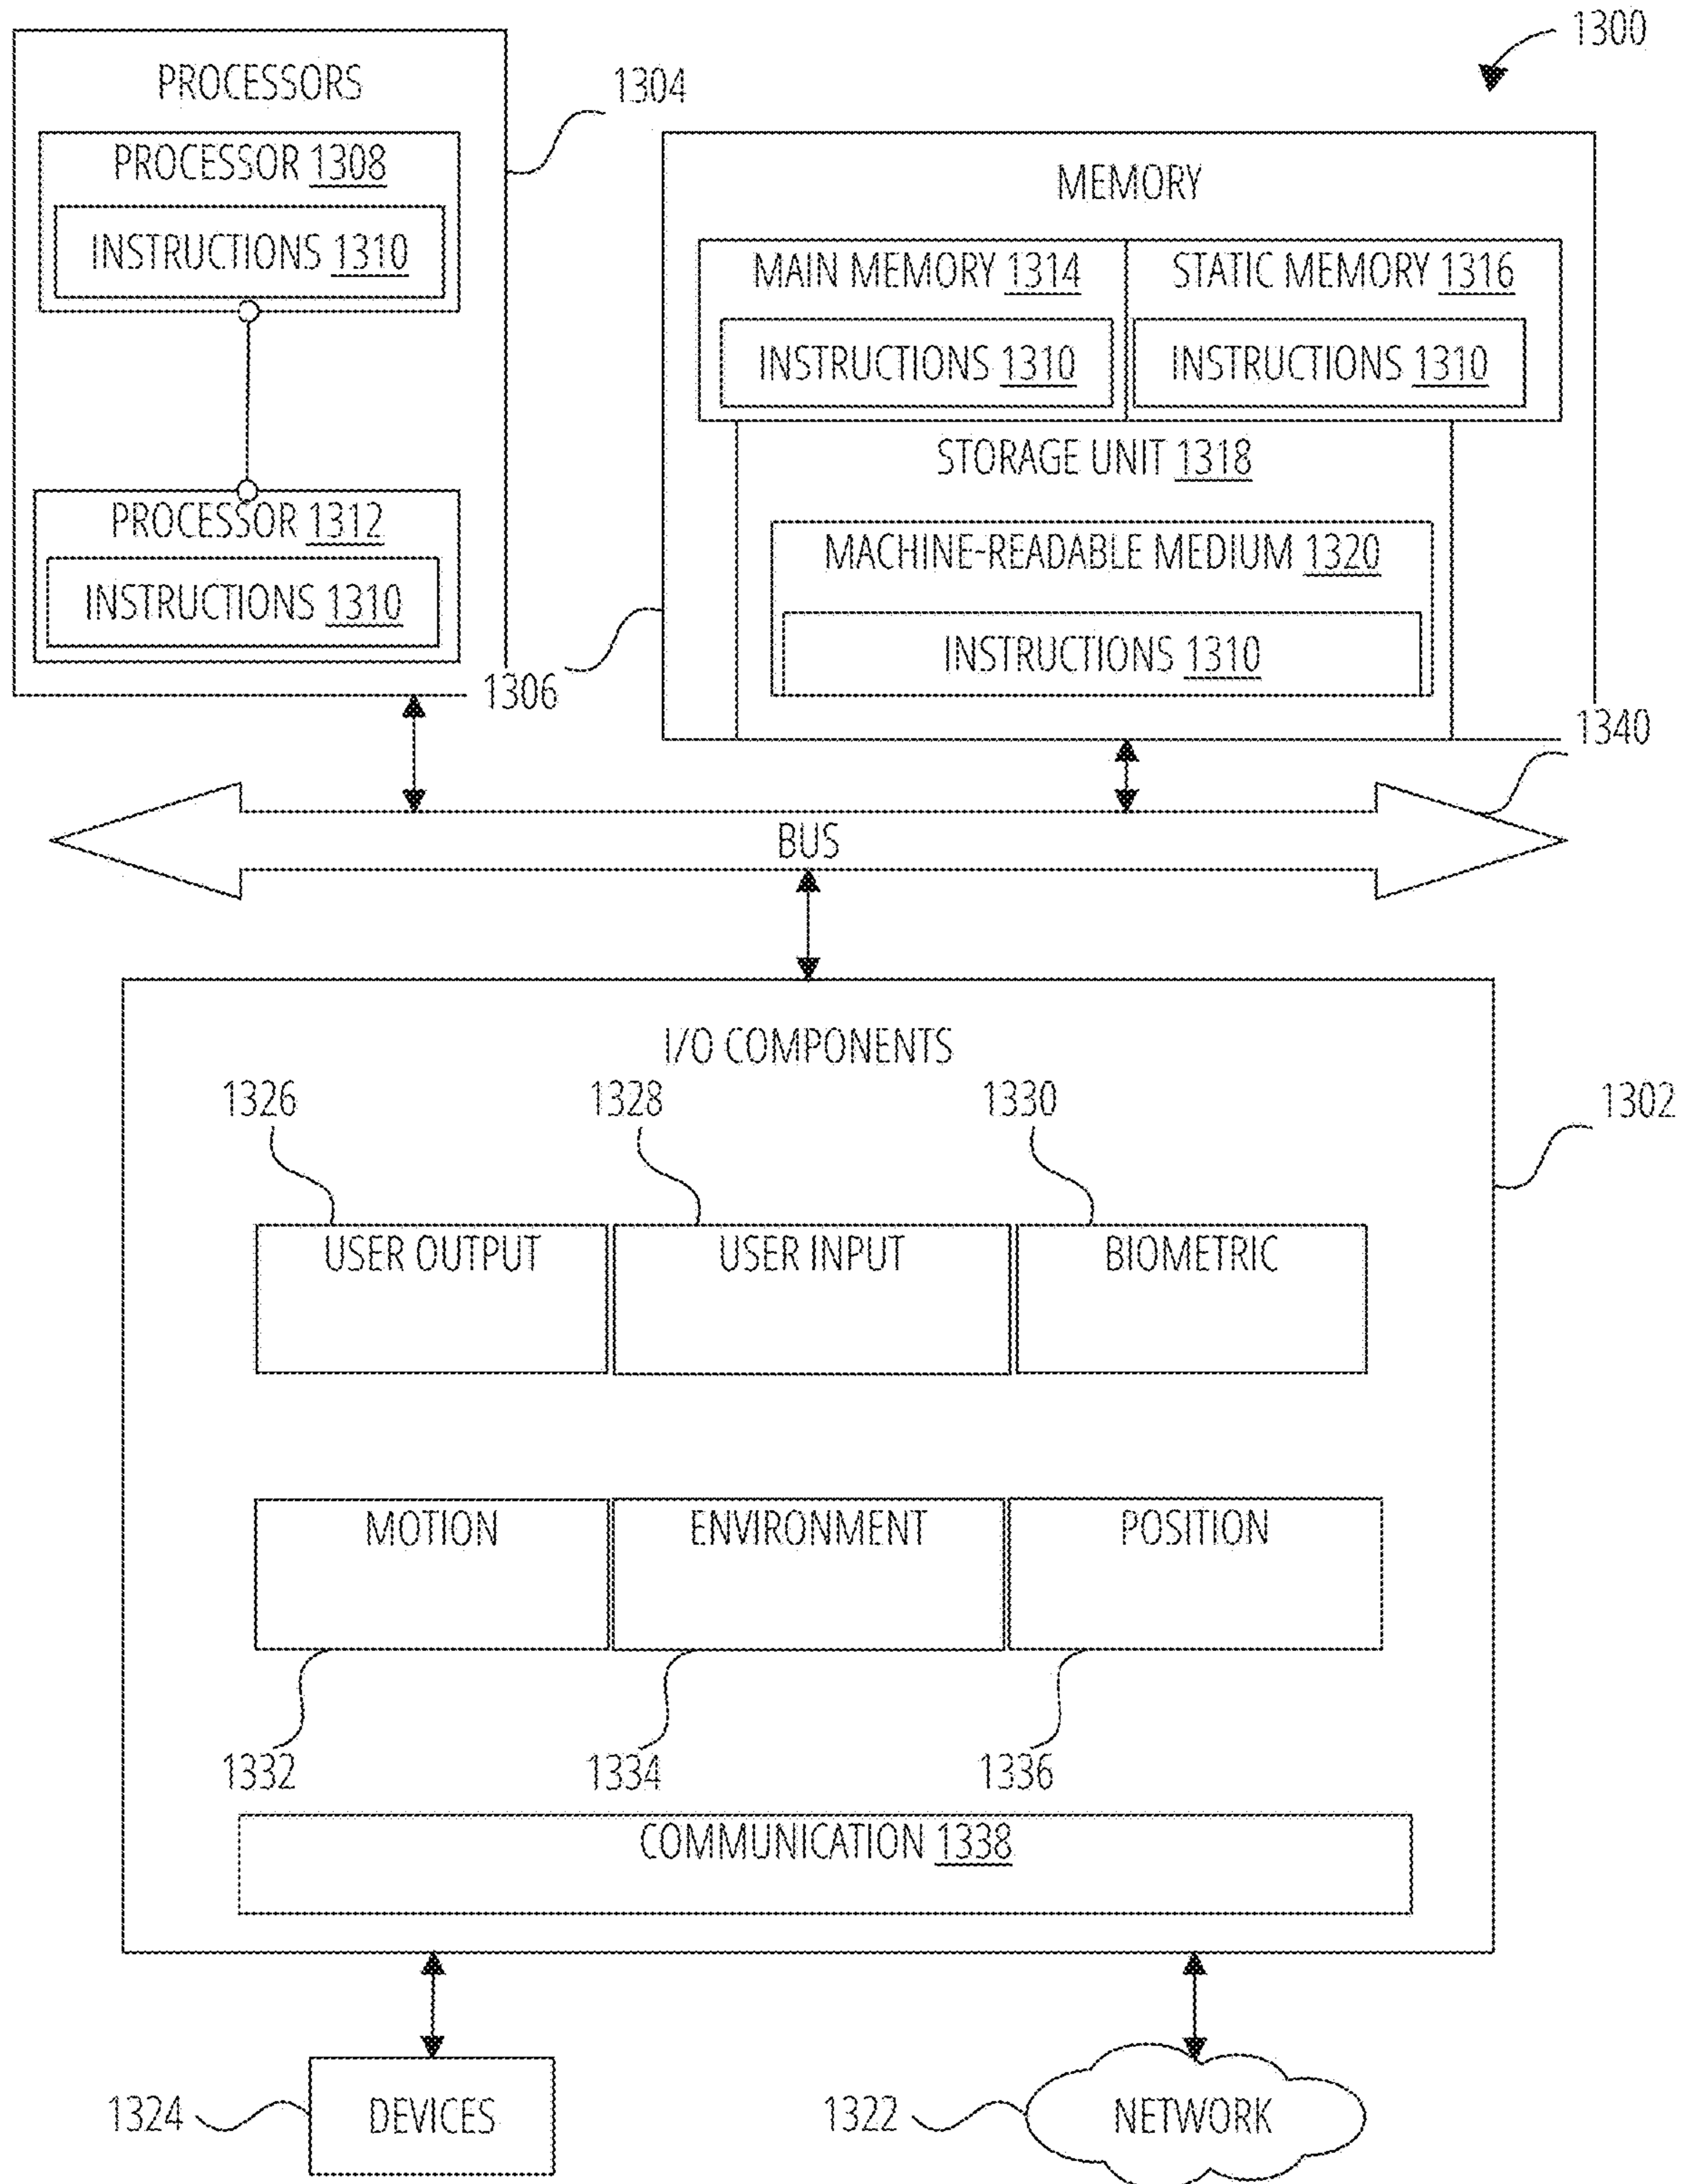 1300
PROCESSORS
1304
PROCESSOR 1308
INSTRUCTIONS 1310
PROCESSOR 1312
INSTRUCTIONS 1310
MEMORY
MAIN MEMORY 1314
INSTRUCTIONS 1310
STATIC MEMORY 1316
INSTRUCTIONS 1310
STORAGE UNIT 1318
MACHINE-READABLE MEDIUM 1320
INSTRUCTIONS 1310
1306
1340
BUS
I/O COMPONENTS
1302
1326
1328
1330
USER OUTPUT
USER INPUT
BIOMETRIC
MOTION
ENVIRONMENT
POSITION
1332
1334
1336
COMMUNICATION 1338
1324
DEVICES
1322
NETWORK